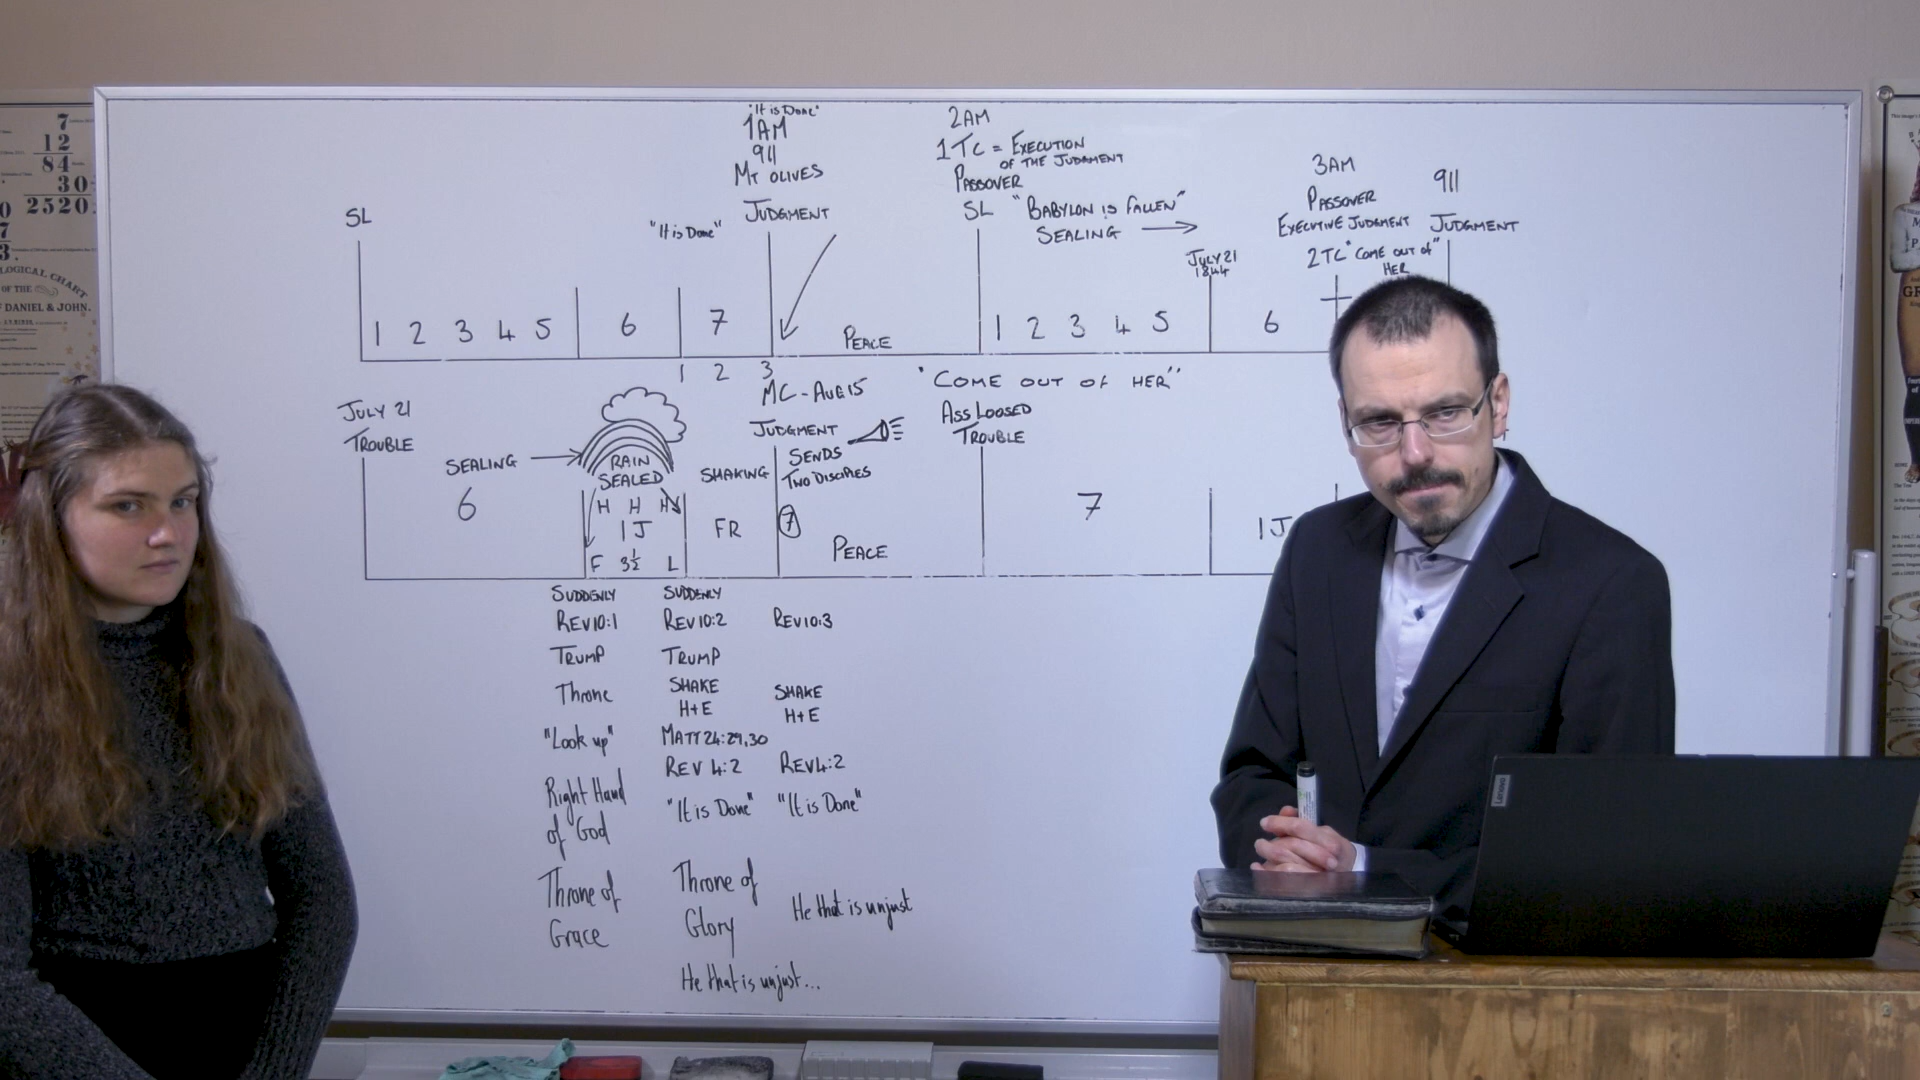 7
12
84
30
2520
LOGICAL CHART
OF THE
DANIEL & JOHN.
"It is Done"
1AM
911
MT OLIVES
JUDGMENT
2AM
1TC = EXECUTION
OF THE JUDGMENT
PASSOVER
SL "BABYLON IS FALLEN"
SEALING
3AM
PASSOVER
EXECUTIVE JUDGMENT
2TC "COME OUT OF"
HER
911
JUDGMENT
SL
"It is Done"
JULY 21
1844
1 2 3 4 5 6 7
PEACE
1 2 3 4 5 6
1 2 3
MC - AUG 15
"COME OUT OF HER"
JULY 21
TROUBLE
JUDGMENT
SENDS
TWO DISCIPLES
ASS LOOSED
TROUBLE
SEALING
RAIN
SEALED
SHAKING
6
H H H
1J
F 3½ L
FR
7
PEACE
7
1J
SUDDENLY SUDDENLY
REV10:1 REV10:2 REV10:3
TRUMP TRUMP
Throne SHAKE SHAKE
H+E H+E
"Look up" MATT 24:29,30
REV 4:2 REV4:2
Right Hand
of God
"It is Done" "It is Done"
Throne of
Grace
Throne of
Glory
He that is unjust
He that is unjust...
Lenovo